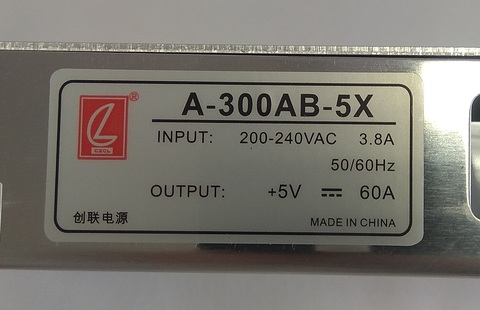 A-300AB-5X
INPUT: 200-240VAC 3.8A
50/60Hz
OUTPUT: +5V ⎓ 60A
创联电源
MADE IN CHINA
®